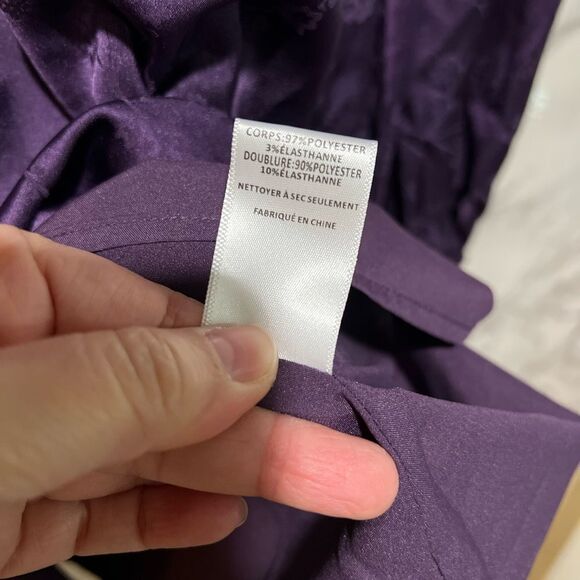 CORPS:97%POLYESTER
3%ÉLASTHANNE
DOUBLURE:90%POLYESTER
10%ÉLASTHANNE
NETTOYER À SEC SEULEMENT
FABRIQUÉ EN CHINE